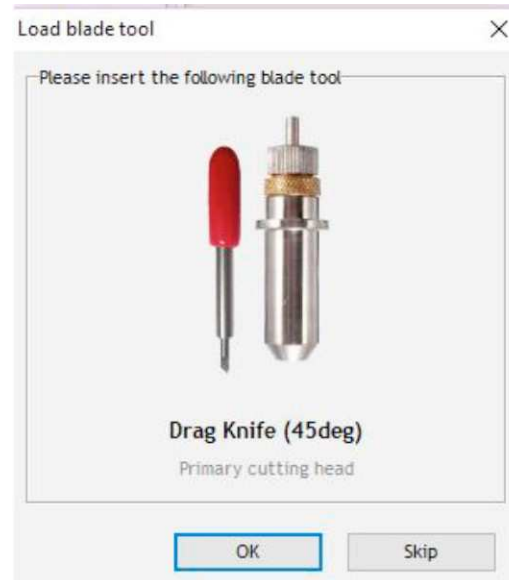 Load blade tool
Please insert the following blade tool
Drag Knife (45deg)
Primary cutting head
OK
Skip